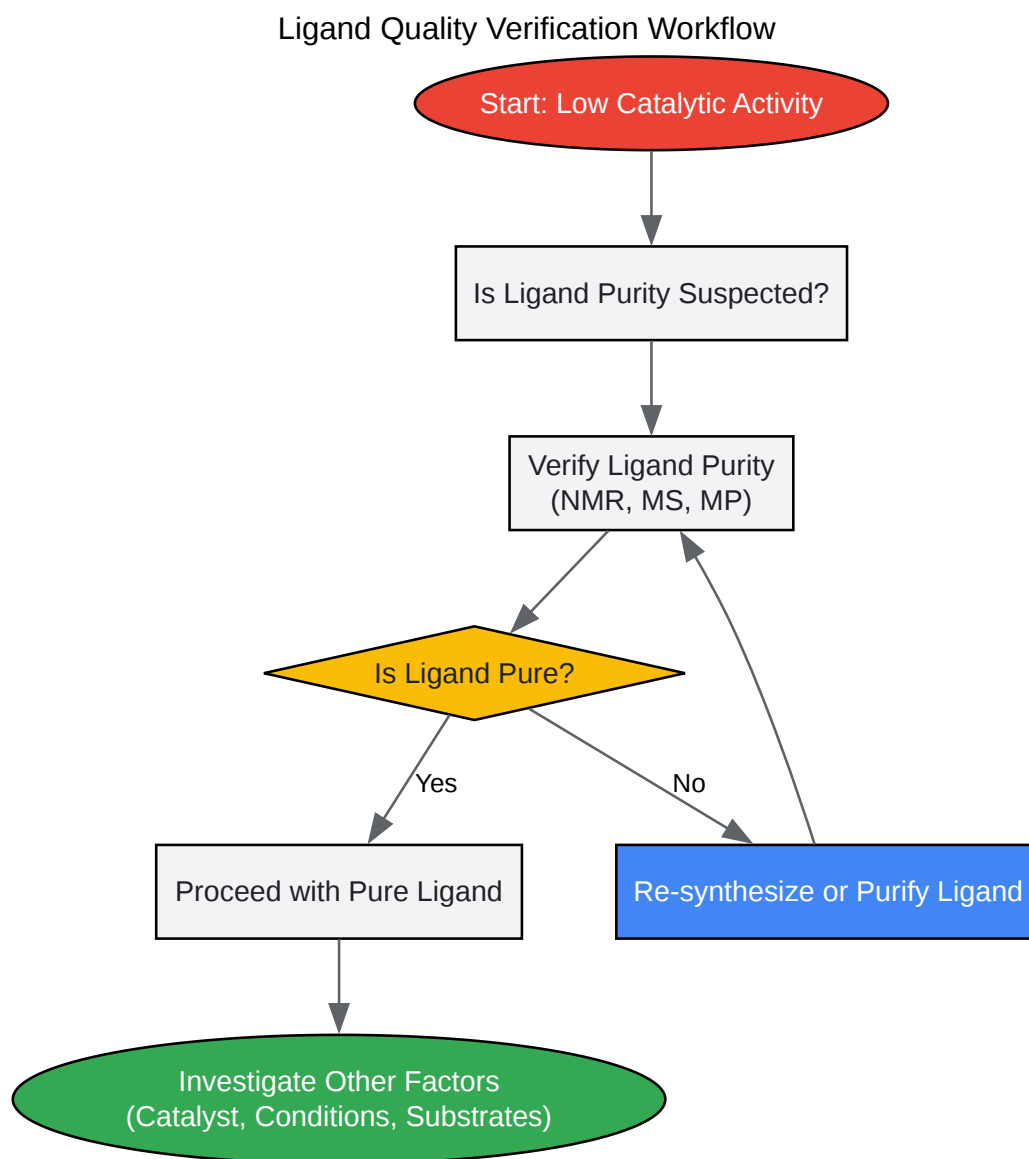 Ligand Quality Verification Workflow
Start: Low Catalytic Activity
Is Ligand Purity Suspected?
Verify Ligand Purity
(NMR, MS, MP)
Is Ligand Pure?
Yes
No
Proceed with Pure Ligand
Re-synthesize or Purify Ligand
Investigate Other Factors
(Catalyst, Conditions, Substrates)